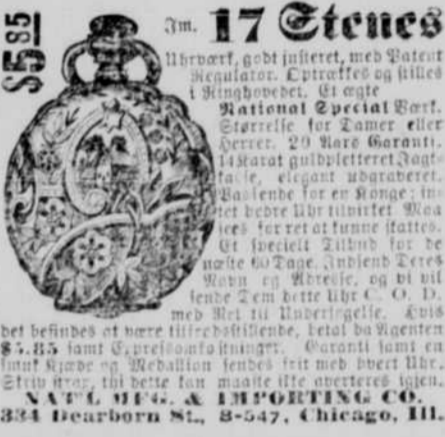 $5.85
Im. 17 Stenes
Uhrværk, godt justeret, med Patent
Regulator. Optrækkes og stilles
i Ringhovedet. Et ægte
National Special Værk.
Størrelse for Damer eller
Herrer. 20 Aars Garanti.
14 Karat guldpletteret Jagt-
kasse, elegant udgraveret.
Passende for en Konge; in-
tet bedre Uhr tilvirket. Maa
sees for ret at kunne skattes.
Et specielt Tilbud for de
næste 60 Dage. Indsend Deres
Navn og Adresse, og vi vil
sende Dem dette Uhr C. O. D.
med Ret til Undersøgelse. Hvis
det befindes at være tilfredsstillende, betal da Agenten
$5.85 samt Expressomkostninger. Garanti samt en
smuk Kjæde og Medallion sendes frit med hvert Uhr.
Skriv strax, thi dette kan maaske ikke averteres igjen.
NAT'L MFG. & IMPORTING CO.
334 Dearborn St., B-547, Chicago, Ill.